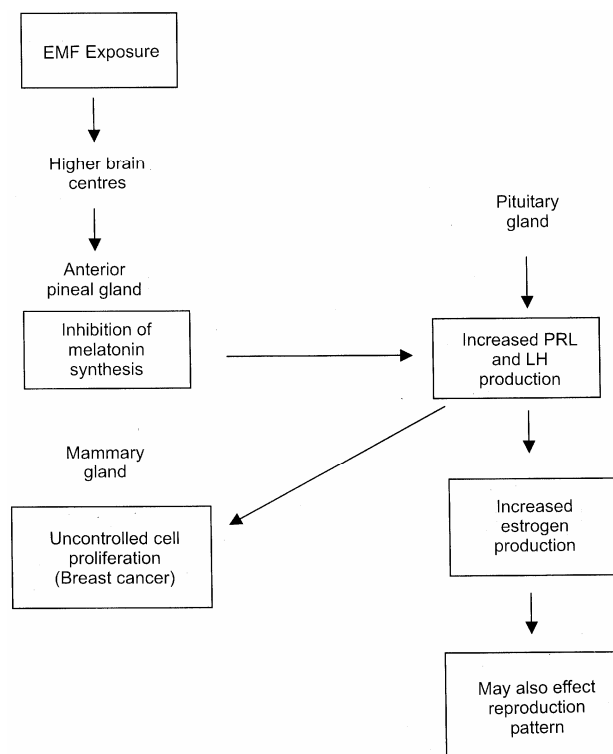 EMF Exposure
Higher brain
centres
Pituitary
gland
Anterior
pineal gland
Inhibition of
melatonin
synthesis
Increased PRL
and LH
production
Mammary
gland
Uncontrolled cell
proliferation
(Breast cancer)
Increased
estrogen
production
May also effect
reproduction
pattern